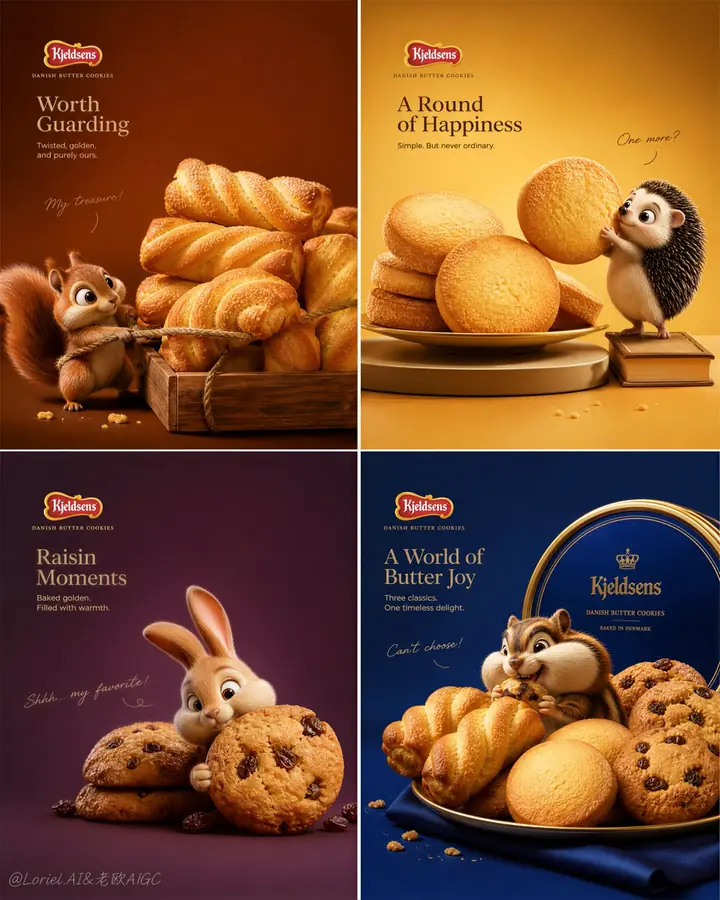 Kjeldsens
DANISH BUTTER COOKIES
Worth
Guarding
Twisted, golden,
and purely ours.
My treasure!
Kjeldsens
DANISH BUTTER COOKIES
A Round
of Happiness
Simple. But never ordinary.
One more?
Kjeldsens
DANISH BUTTER COOKIES
Raisin
Moments
Baked golden.
Filled with warmth.
Shhh... my favorite!
@Loriel.AI&老欧AIGC
Kjeldsens
DANISH BUTTER COOKIES
A World of
Butter Joy
Three classics.
One timeless delight.
Can't choose!
Kjeldsens
DANISH BUTTER COOKIES
BAKED IN DENMARK